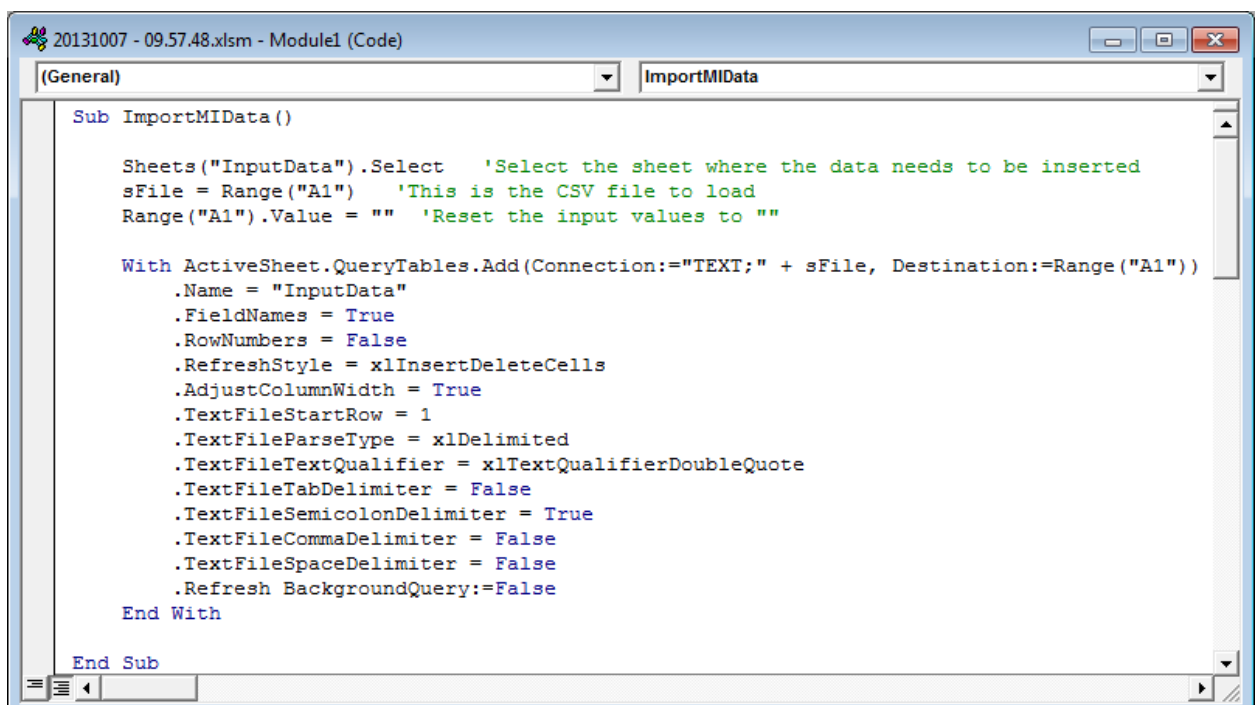 20131007 - 09.57.48.xlsm - Module1 (Code)
(General) ImportMIData
Sub ImportMIData()
Sheets("InputData").Select 'Select the sheet where the data needs to be inserted
sFile = Range("A1") 'This is the CSV file to load
Range("A1").Value = "" 'Reset the input values to ""
With ActiveSheet.QueryTables.Add(Connection:="TEXT;" + sFile, Destination:=Range("A1"))
.Name = "InputData"
.FieldNames = True
.RowNumbers = False
.RefreshStyle = xlInsertDeleteCells
.AdjustColumnWidth = True
.TextFileStartRow = 1
.TextFileParseType = xlDelimited
.TextFileTextQualifier = xlTextQualifierDoubleQuote
.TextFileTabDelimiter = False
.TextFileSemicolonDelimiter = True
.TextFileCommaDelimiter = False
.TextFileSpaceDelimiter = False
.Refresh BackgroundQuery:=False
End With
End Sub